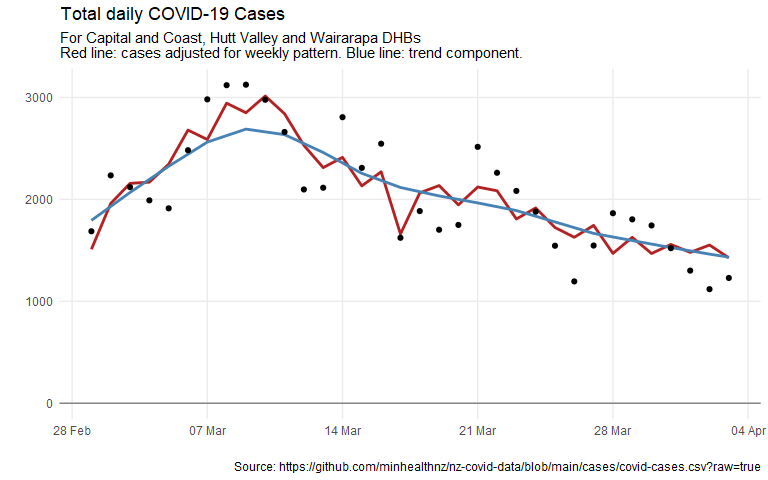 Total daily COVID-19 Cases
For Capital and Coast, Hutt Valley and Wairarapa DHBs
Red line: cases adjusted for weekly pattern. Blue line: trend component.
3000
2000
1000
0
28 Feb 07 Mar 14 Mar 21 Mar 28 Mar 04 Apr
Source: https://github.com/minhealthnz/nz-covid-data/blob/main/cases/covid-cases.csv?raw=true